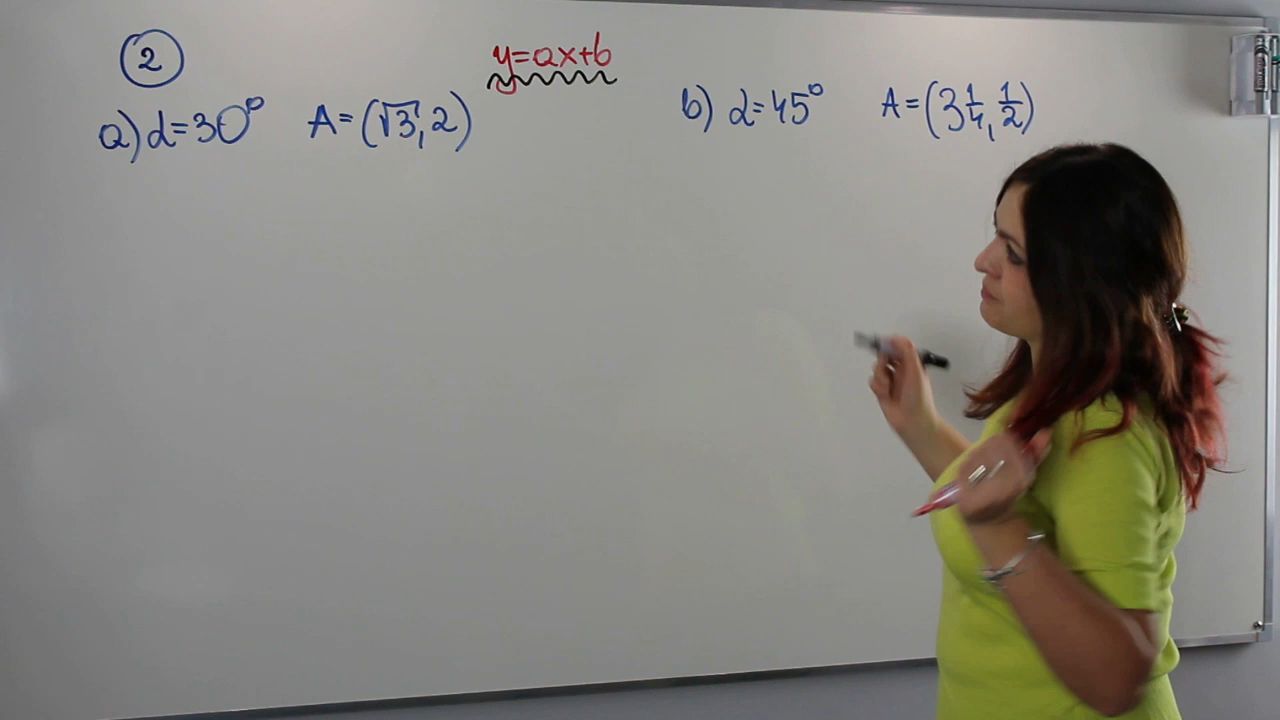 2
y=ax+b
a) α=30° A=(√3, 2)
b) α=45° A=(3 1/4, 1/2)